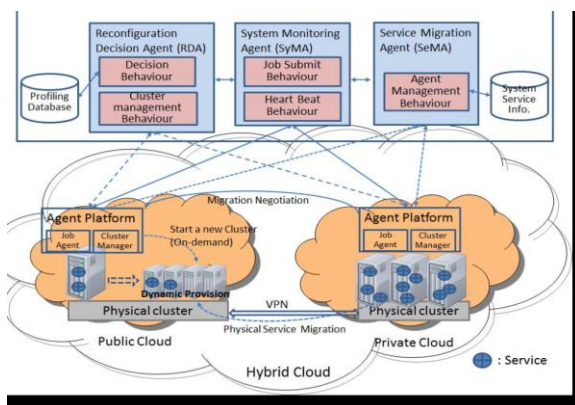 Reconfiguration
Decision Agent (RDA)
Decision
Behaviour
Cluster
management
Behaviour
System Monitoring
Agent (SyMA)
Job Submit
Behaviour
Heart Beat
Behaviour
Service Migration
Agent (SeMA)
Agent
Management
Behaviour
Profiling
Database
System
Service
Info.
Migration Negotiation
Agent Platform
Job
Agent
Cluster
Manager
Start a new Cluster
(On-demand)
Dynamic Provision
Physical cluster
Public Cloud
VPN
Physical Service Migration
Agent Platform
Job
Agent
Cluster
Manager
Physical cluster
Private Cloud
Hybrid Cloud
: Service